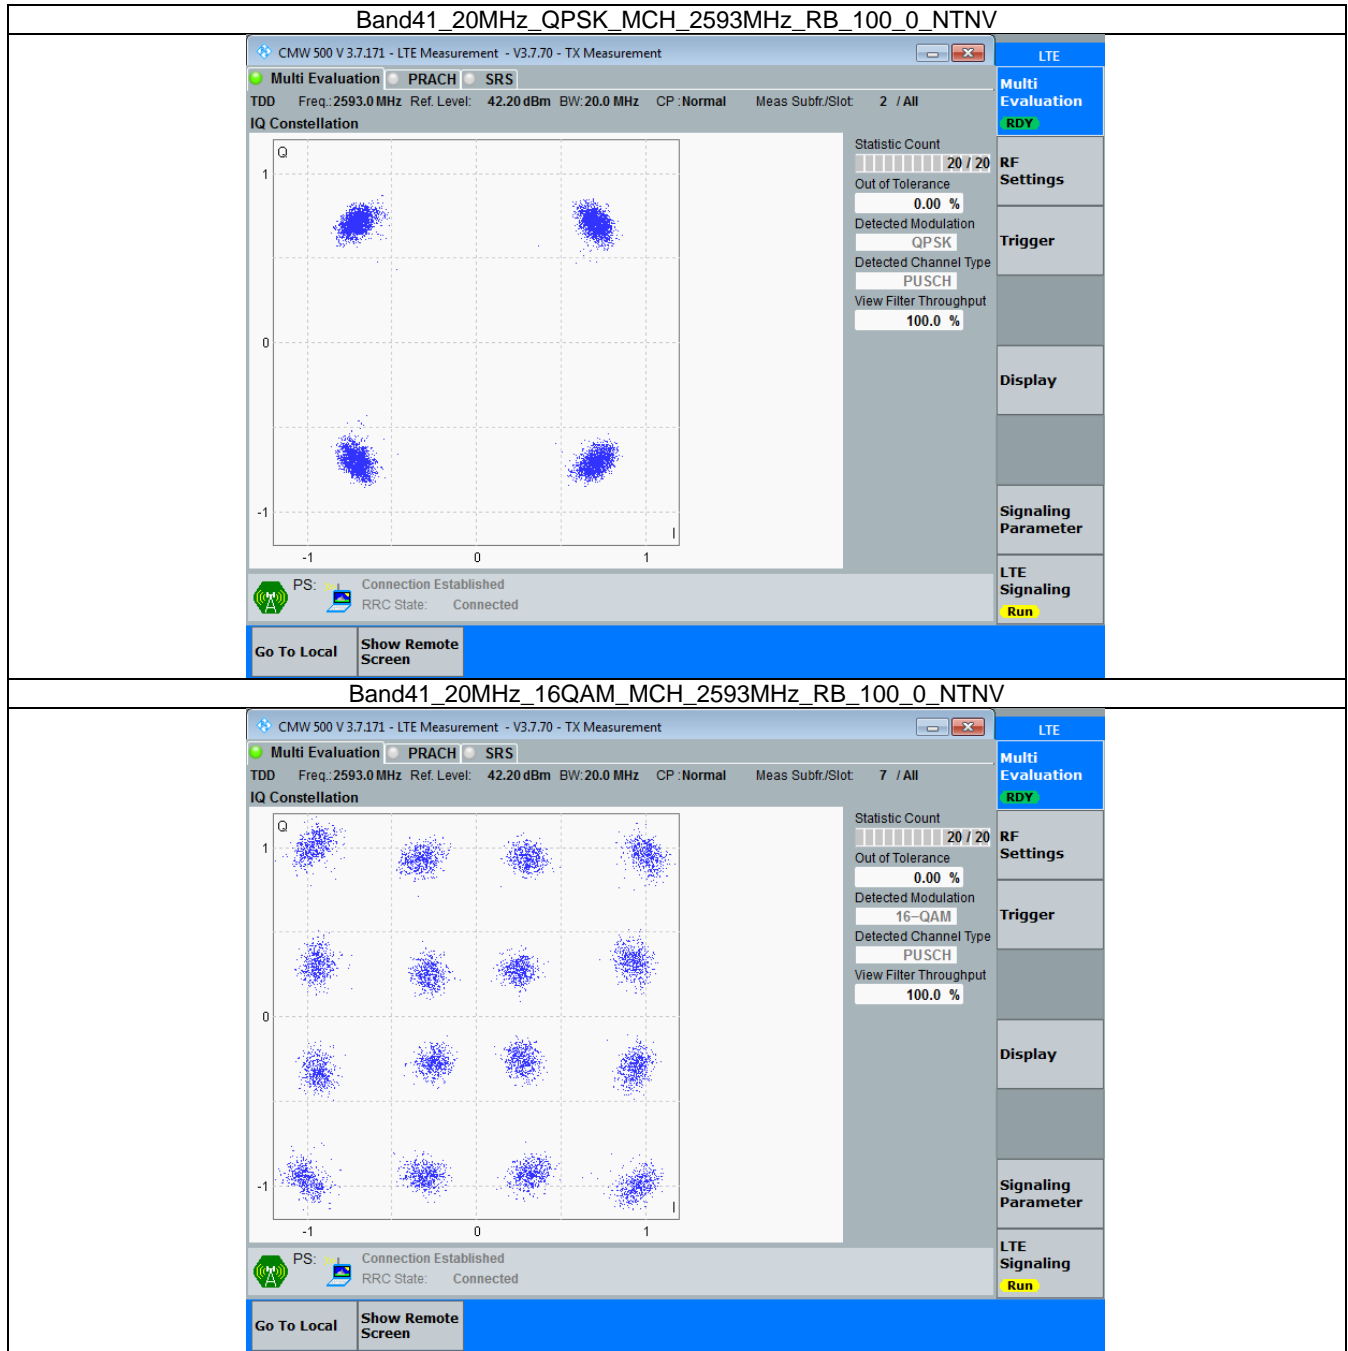 Band41_20MHz_QPSK_MCH_2593MHz_RB_100_0_NTNV
CMW 500 V 3.7.171 - LTE Measurement - V3.7.70 - TX Measurement
LTE
Multi Evaluation PRACH SRS
Multi
Evaluation
RDY
TDD Freg.: 2593.0 MHz Ref. Level: 42.20 dBm BW: 20.0 MHz CP : Normal Meas Subfr./Slot: 2 / All
IQ Constellation
Q
1
0
-1
-1 0 1
I
Statistic Count
20 / 20
Out of Tolerance
0.00 %
Detected Modulation
QPSK
Detected Channel Type
PUSCH
View Filter Throughput
100.0 %
RF
Settings
Trigger
Display
Signaling
Parameter
LTE
Signaling
Run
PS: Connection Established
RRC State: Connected
Go To Local
Show Remote
Screen
Band41_20MHz_16QAM_MCH_2593MHz_RB_100_0_NTNV
CMW 500 V 3.7.171 - LTE Measurement - V3.7.70 - TX Measurement
LTE
Multi Evaluation PRACH SRS
Multi
Evaluation
RDY
TDD Freg.: 2593.0 MHz Ref. Level: 42.20 dBm BW: 20.0 MHz CP : Normal Meas Subfr./Slot: 7 / All
IQ Constellation
Q
1
0
-1
-1 0 1
I
Statistic Count
20 / 20
Out of Tolerance
0.00 %
Detected Modulation
16-QAM
Detected Channel Type
PUSCH
View Filter Throughput
100.0 %
RF
Settings
Trigger
Display
Signaling
Parameter
LTE
Signaling
Run
PS: Connection Established
RRC State: Connected
Go To Local
Show Remote
Screen